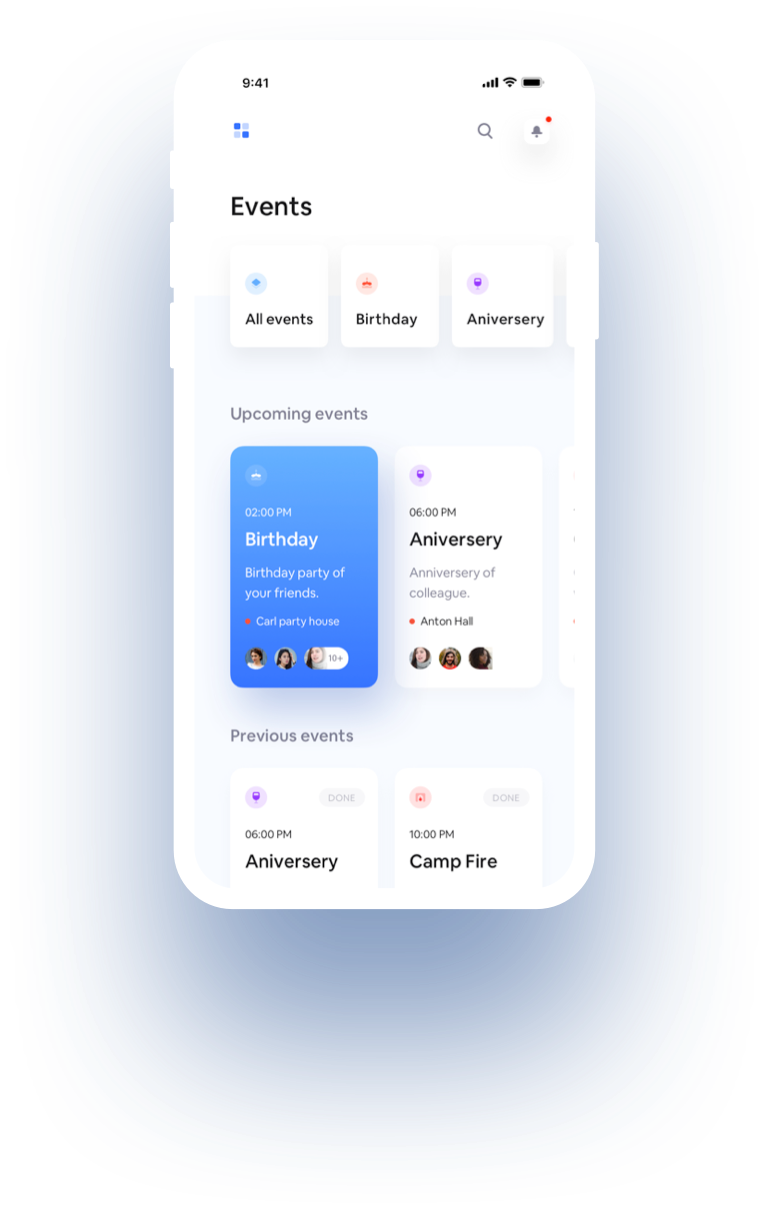 9:41
Events
All events
Birthday
Aniversery
Upcoming events
02:00 PM
Birthday
Birthday party of
your friends.
Carl party house
10+
06:00 PM
Aniversery
Anniversery of
colleague.
Anton Hall
Previous events
DONE
06:00 PM
Aniversery
DONE
10:00 PM
Camp Fire